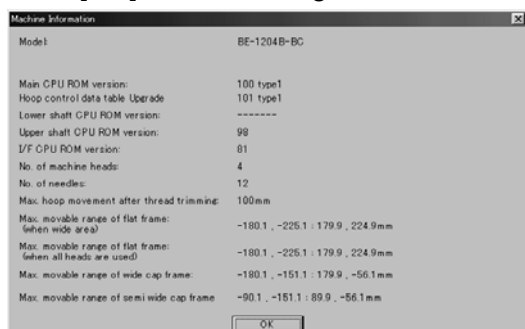 Machine Information
Model: BE-1204B-BC
Main CPU ROM version: 100 type1
Hoop control data table Upgrade 101 type1
Lower shaft CPU ROM version: -------
Upper shaft CPU ROM version: 98
I/F CPU ROM version: 81
No. of machine heads: 4
No. of needles: 12
Max. hoop movement after thread trimming: 100mm
Max. movable range of flat frame:
(when wide area) -180.1 , -225.1 : 179.9 , 224.9mm
Max. movable range of flat frame:
(when all heads are used) -180.1 , -225.1 : 179.9 , 224.9mm
Max. movable range of wide cap frame: -180.1 , -151.1 : 179.9 , -56.1mm
Max. movable range of semi wide cap frame -90.1 , -151.1 : 89.9 , -56.1mm
OK